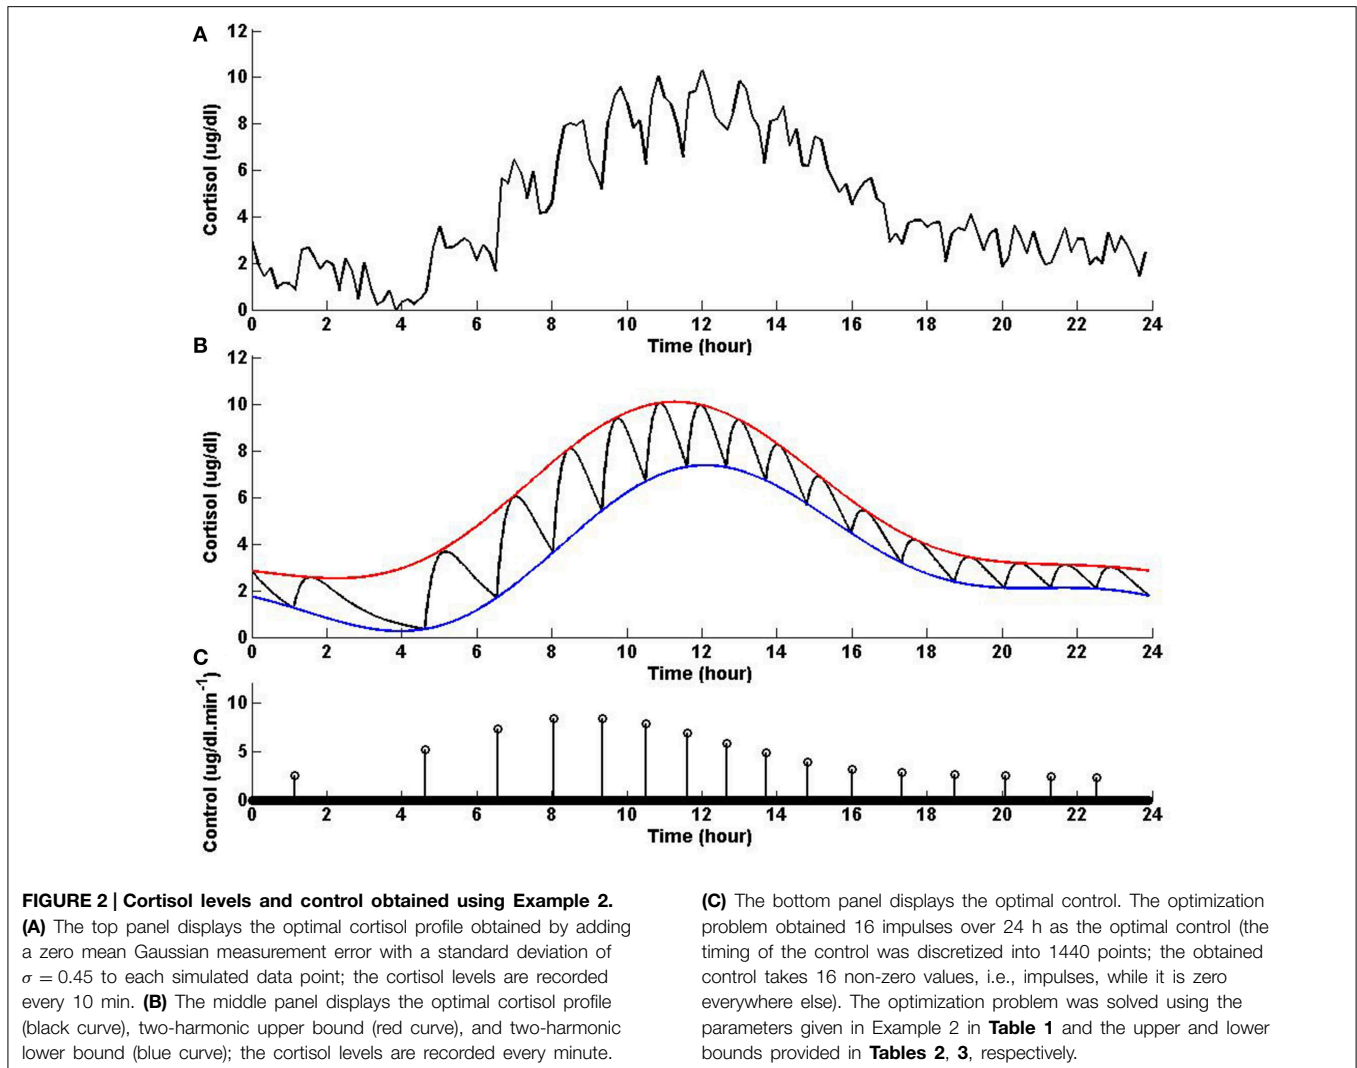 A
12
10
8
6
4
2
0
Cortisol (ug/dl)
0 2 4 6 8 10 12 14 16 18 20 22 24
Time (hour)
B
12
10
8
6
4
2
0
Cortisol (ug/dl)
0 2 4 6 8 10 12 14 16 18 20 22 24
Time (hour)
C
10
5
0
Control (ug/dl.min⁻¹)
0 2 4 6 8 10 12 14 16 18 20 22 24
Time (hour)
FIGURE 2 | Cortisol levels and control obtained using Example 2.
(A) The top panel displays the optimal cortisol profile obtained by adding
a zero mean Gaussian measurement error with a standard deviation of
σ = 0.45 to each simulated data point; the cortisol levels are recorded
every 10 min. (B) The middle panel displays the optimal cortisol profile
(black curve), two-harmonic upper bound (red curve), and two-harmonic
lower bound (blue curve); the cortisol levels are recorded every minute.
(C) The bottom panel displays the optimal control. The optimization
problem obtained 16 impulses over 24 h as the optimal control (the
timing of the control was discretized into 1440 points; the obtained
control takes 16 non-zero values, i.e., impulses, while it is zero
everywhere else). The optimization problem was solved using the
parameters given in Example 2 in Table 1 and the upper and lower
bounds provided in Tables 2, 3, respectively.